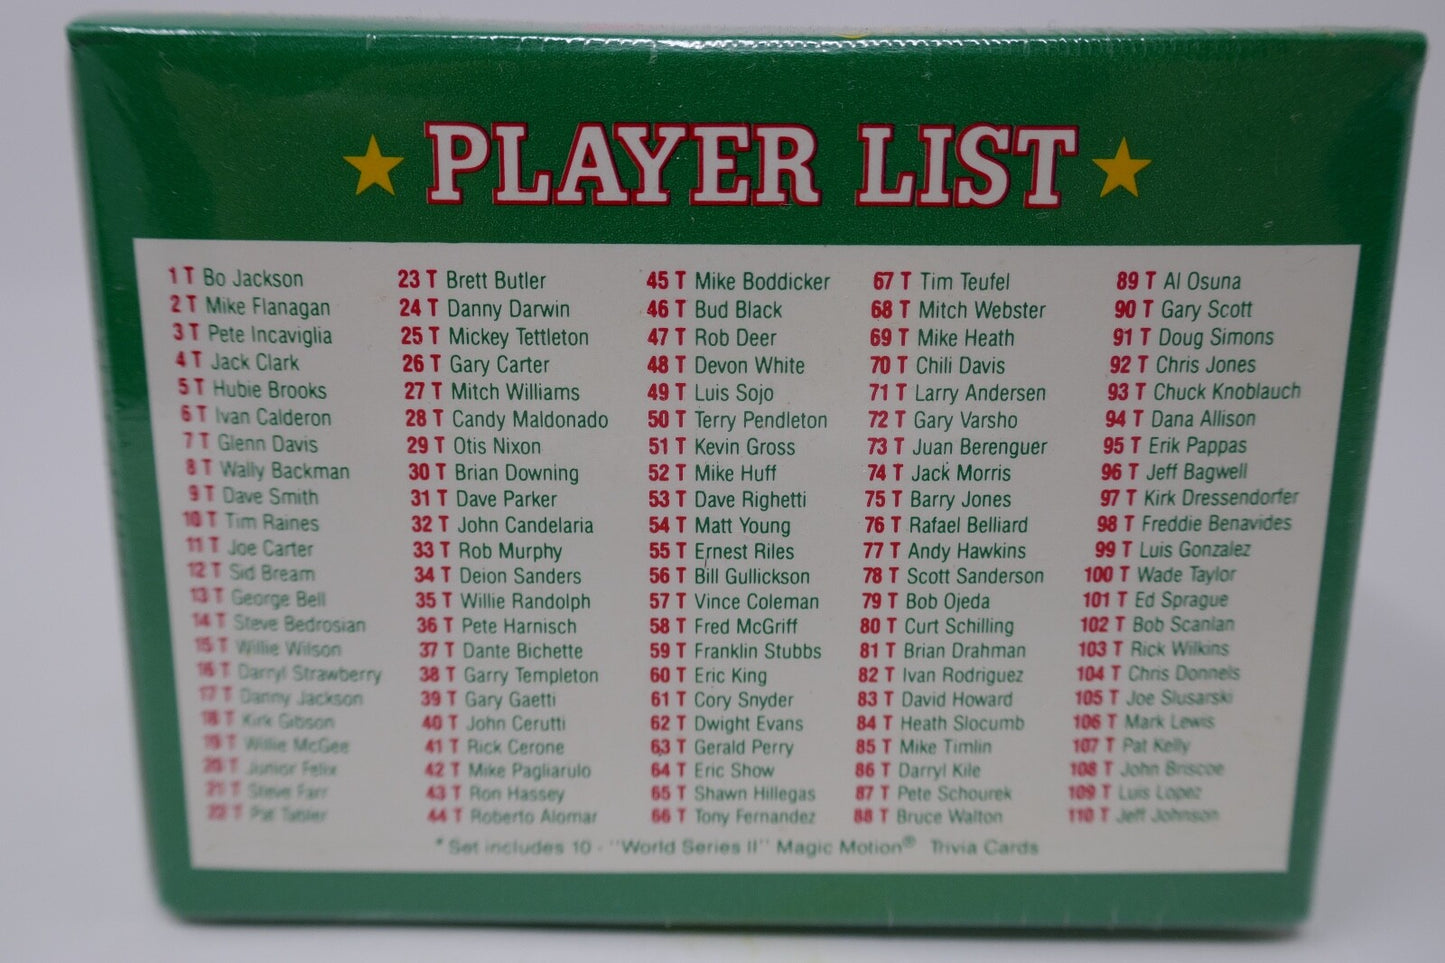 PLAYER LIST
1 T Bo Jackson
2 T Mike Flanagan
3 T Pete Incaviglia
4 T Jack Clark
5 T Hubie Brooks
6 T Ivan Calderon
7 T Glenn Davis
8 T Wally Backman
9 T Dave Smith
10 T Tim Raines
11 T Joe Carter
12 T Sid Bream
13 T George Bell
14 T Steve Bedrosian
15 T Willie Wilson
16 T Darryl Strawberry
17 T Danny Jackson
18 T Kirk Gibson
19 T Willie McGee
20 T Junior Felix
21 T Steve Farr
22 T Pat Tabler
23 T Brett Butler
24 T Danny Darwin
25 T Mickey Tettleton
26 T Gary Carter
27 T Mitch Williams
28 T Candy Maldonado
29 T Otis Nixon
30 T Brian Downing
31 T Dave Parker
32 T John Candelaria
33 T Rob Murphy
34 T Deion Sanders
35 T Willie Randolph
36 T Pete Harnisch
37 T Dante Bichette
38 T Garry Templeton
39 T Gary Gaetti
40 T John Cerutti
41 T Rick Cerone
42 T Mike Pagliarulo
43 T Ron Hassey
44 T Roberto Alomar
45 T Mike Boddicker
46 T Bud Black
47 T Rob Deer
48 T Devon White
49 T Luis Sojo
50 T Terry Pendleton
51 T Kevin Gross
52 T Mike Huff
53 T Dave Righetti
54 T Matt Young
55 T Ernest Riles
56 T Bill Gullickson
57 T Vince Coleman
58 T Fred McGriff
59 T Franklin Stubbs
60 T Eric King
61 T Cory Snyder
62 T Dwight Evans
63 T Gerald Perry
64 T Eric Show
65 T Shawn Hillegas
66 T Tony Fernandez
67 T Tim Teufel
68 T Mitch Webster
69 T Mike Heath
70 T Chili Davis
71 T Larry Andersen
72 T Gary Varsho
73 T Juan Berenguer
74 T Jack Morris
75 T Barry Jones
76 T Rafael Belliard
77 T Andy Hawkins
78 T Scott Sanderson
79 T Bob Ojeda
80 T Curt Schilling
81 T Brian Drahman
82 T Ivan Rodriguez
83 T David Howard
84 T Heath Slocumb
85 T Mike Timlin
86 T Darryl Kile
87 T Pete Schourek
88 T Bruce Walton
89 T Al Osuna
90 T Gary Scott
91 T Doug Simons
92 T Chris Jones
93 T Chuck Knoblauch
94 T Dana Allison
95 T Erik Pappas
96 T Jeff Bagwell
97 T Kirk Dressendorfer
98 T Freddie Benavides
99 T Luis Gonzalez
100 T Wade Taylor
101 T Ed Sprague
102 T Bob Scanlan
103 T Rick Wilkins
104 T Chris Donnels
105 T Joe Slusarski
106 T Mark Lewis
107 T Pat Kelly
108 T John Briscoe
109 T Luis Lopez
110 T Jeff Johnson
* Set includes 10 - "World Series II" Magic Motion® Trivia Cards